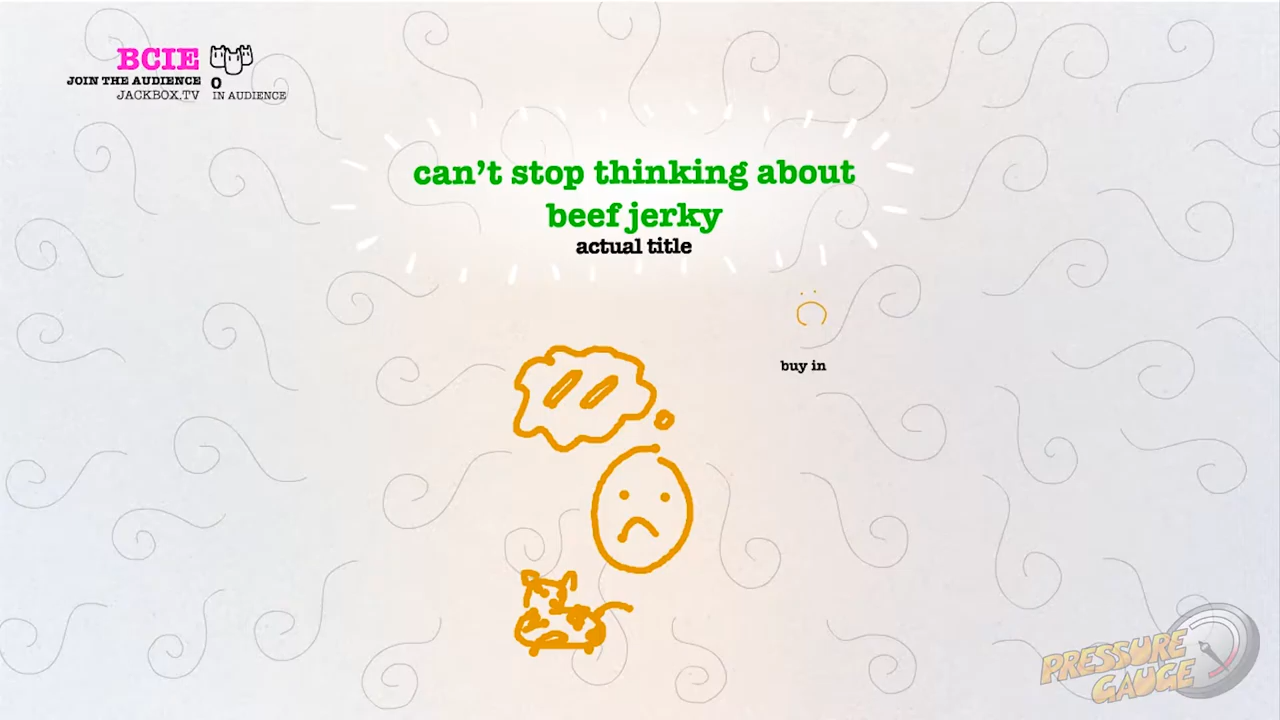 BCIE
JOIN THE AUDIENCE
JACKBOX.TV
0
IN AUDIENCE
can't stop thinking about
beef jerky
actual title
buy in
PRESSURE
GAUGE